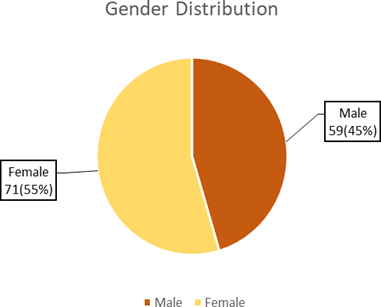 Gender Distribution
Male
59(45%)
Female
71(55%)
Male Female